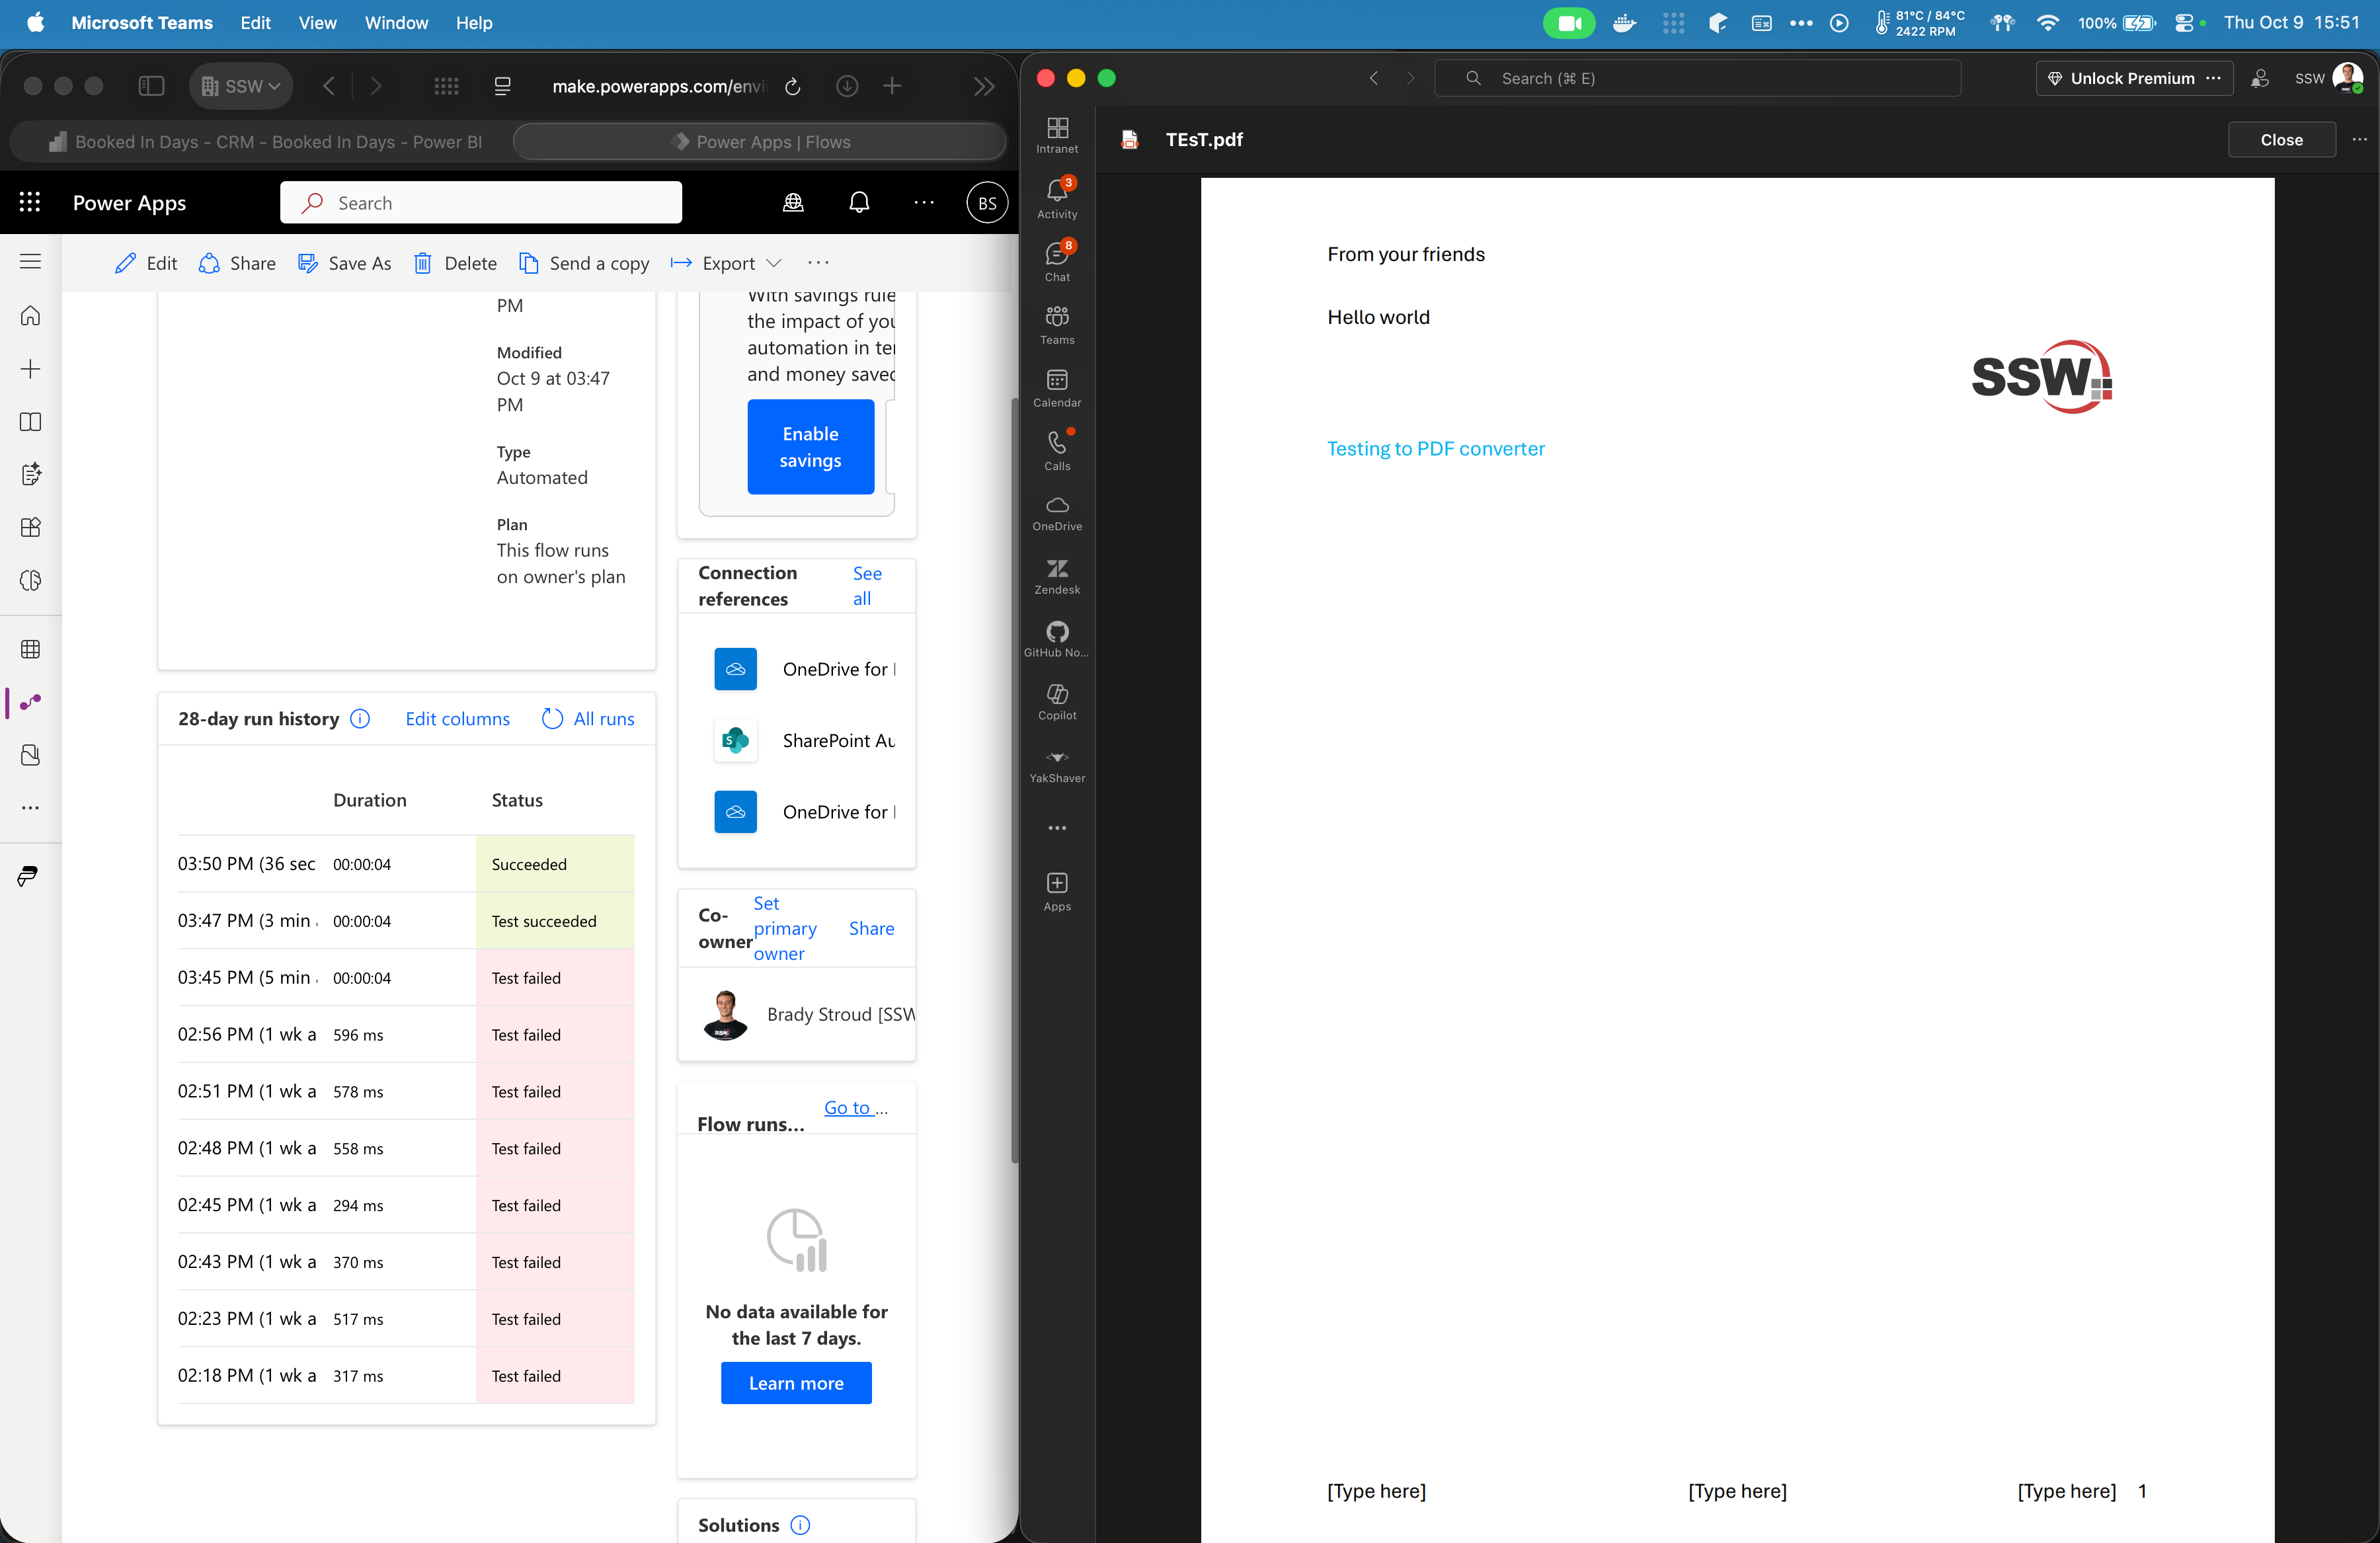 Microsoft Teams Edit View Window Help
81°C / 84°C
2422 RPM
100%
Thu Oct 9 15:51
SSW
make.powerapps.com/envi
Booked In Days - CRM - Booked In Days - Power BI
Power Apps | Flows
Power Apps
Search
BS
Edit Share Save As Delete Send a copy Export
PM
Modified
Oct 9 at 03:47
PM
Type
Automated
Plan
This flow runs
on owner's plan
With savings rule
the impact of you
automation in ter
and money saved
Enable
savings
28-day run history Edit columns All runs
Duration Status
03:50 PM (36 sec 00:00:04 Succeeded
03:47 PM (3 min 00:00:04 Test succeeded
03:45 PM (5 min 00:00:04 Test failed
02:56 PM (1 wk a 596 ms Test failed
02:51 PM (1 wk a 578 ms Test failed
02:48 PM (1 wk a 558 ms Test failed
02:45 PM (1 wk a 294 ms Test failed
02:43 PM (1 wk a 370 ms Test failed
02:23 PM (1 wk a 517 ms Test failed
02:18 PM (1 wk a 317 ms Test failed
Connection
references
See
all
OneDrive for
SharePoint Au
OneDrive for
Co-
owner
Set
primary
owner
Share
Brady Stroud [SSW
Flow runs...
Go to ...
No data available for
the last 7 days.
Learn more
Solutions
Search (⌘ E)
Unlock Premium ···
SSW
Intranet
3
Activity
8
Chat
Teams
Calendar
Calls
OneDrive
Zendesk
GitHub No...
Copilot
YakShaver
Apps
TEsT.pdf
Close
From your friends
Hello world
SSW
Testing to PDF converter
[Type here] [Type here] [Type here] 1